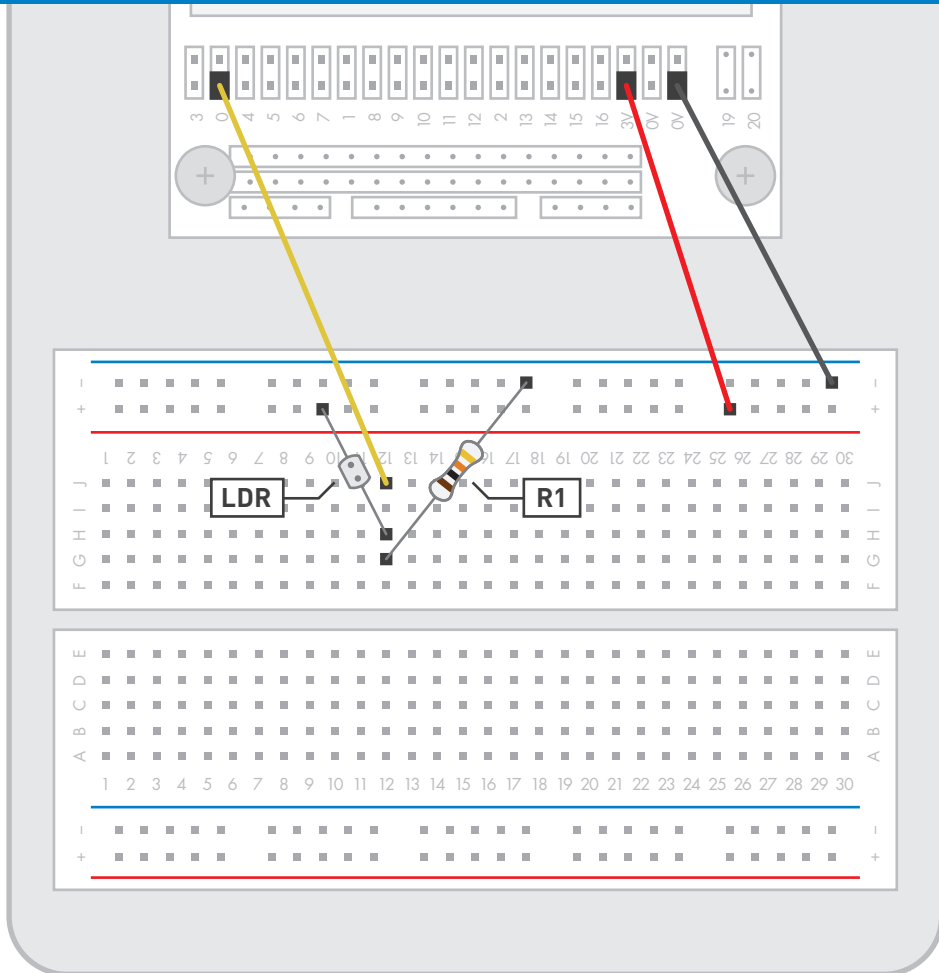 3 0 4 5 6 7 1 8 9 10 11 12 2 13 14 15 16 3V 0V 0V 19 20
+ +
− −
+ +
1 2 3 4 5 6 7 8 9 10 11 12 13 14 15 16 17 18 19 20 21 22 23 24 25 26 27 28 29 30
J J
LDR R1
I I
H H
G G
F F
E E
D D
C C
B B
A A
1 2 3 4 5 6 7 8 9 10 11 12 13 14 15 16 17 18 19 20 21 22 23 24 25 26 27 28 29 30
− −
+ +